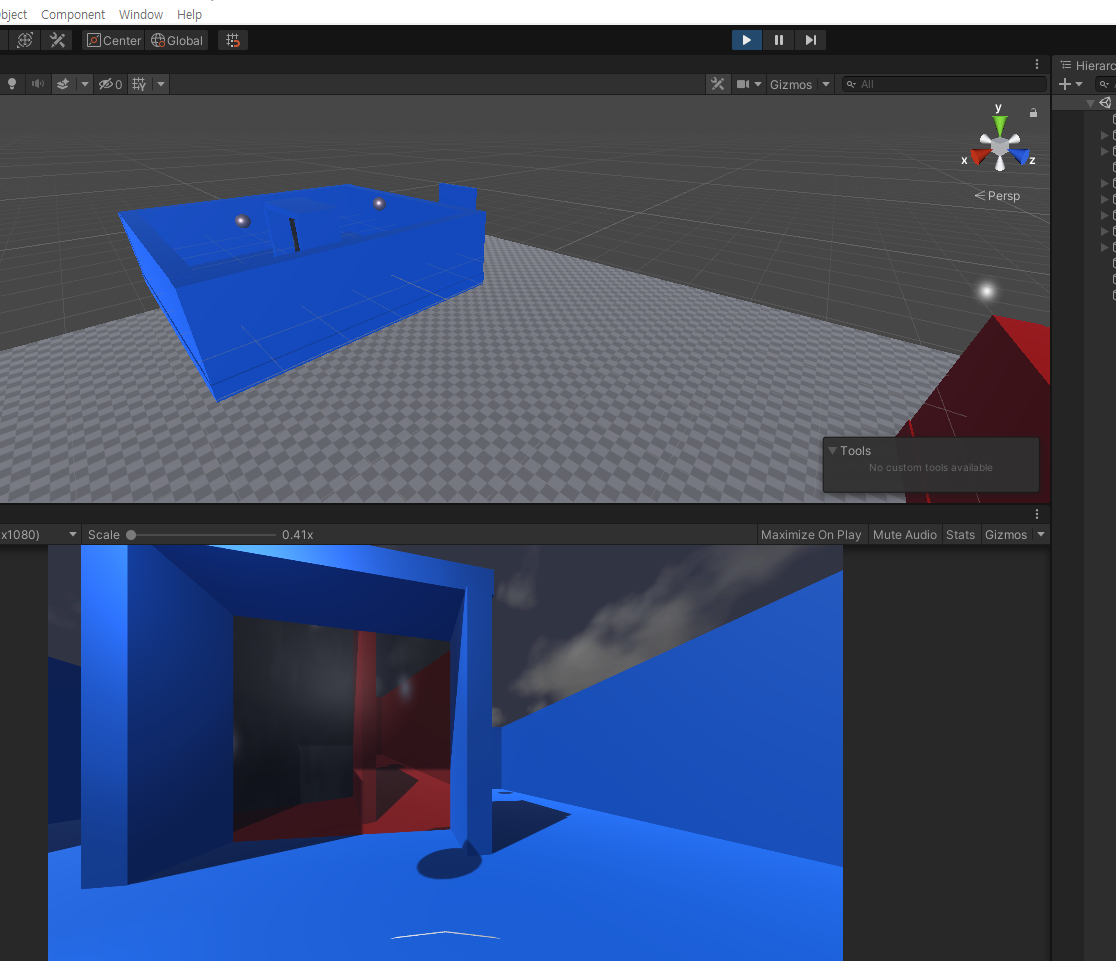 bject Component Window Help
Center Global
Hierarc
0 Gizmos All
y
x z
Persp
Tools
No custom tools available
x1080) Scale 0.41x Maximize On Play Mute Audio Stats Gizmos